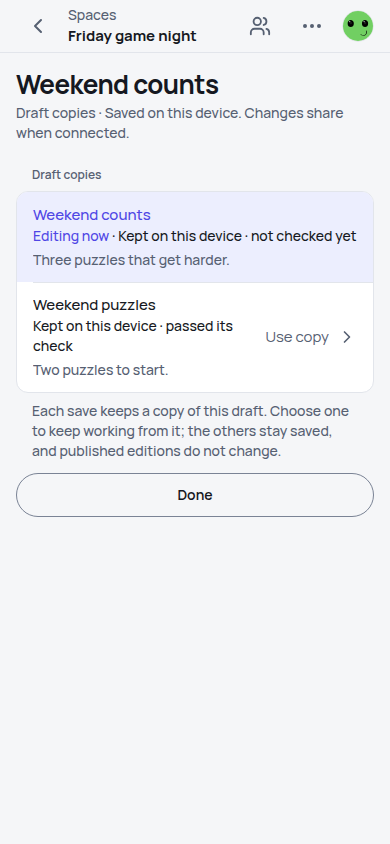 Spaces
Friday game night
Weekend counts
Draft copies · Saved on this device. Changes share
when connected.
Draft copies
Weekend counts
Editing now · Kept on this device · not checked yet
Three puzzles that get harder.
Weekend puzzles
Kept on this device · passed its
check
Use copy
Two puzzles to start.
Each save keeps a copy of this draft. Choose one
to keep working from it; the others stay saved,
and published editions do not change.
Done